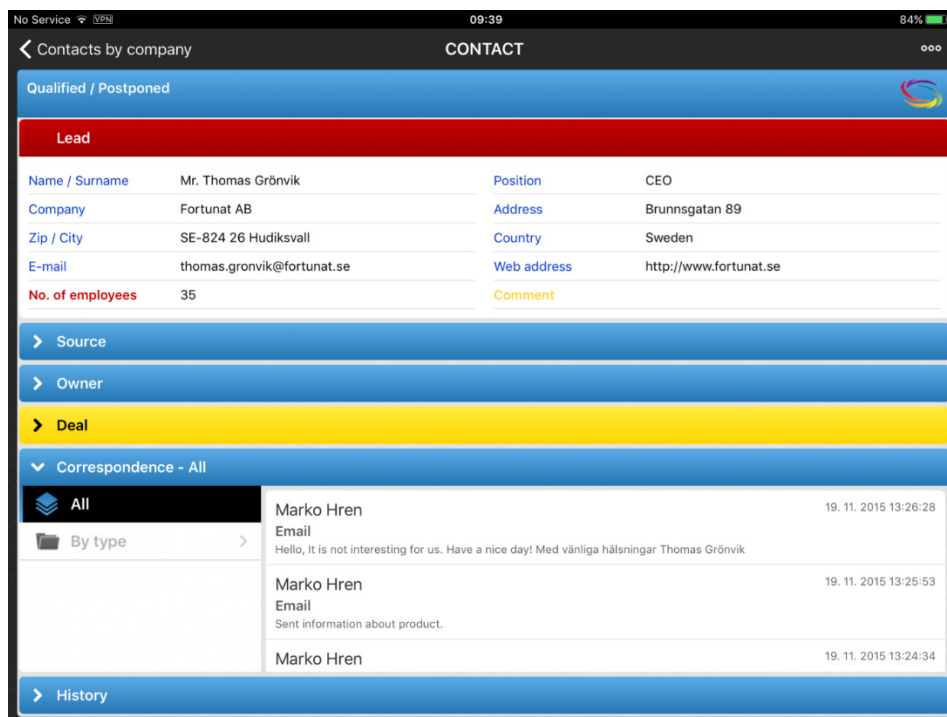 No Service VPN 09:39 84%
Contacts by company CONTACT
Qualified / Postponed
Lead
Name / Surname Mr. Thomas Grönvik Position CEO
Company Fortunat AB Address Brunnsgatan 89
Zip / City SE-824 26 Hudiksvall Country Sweden
E-mail thomas.gronvik@fortunat.se Web address http://www.fortunat.se
No. of employees 35 Comment
Source
Owner
Deal
Correspondence - All
All
By type
Marko Hren 19. 11. 2015 13:26:28
Email
Hello, It is not interesting for us. Have a nice day! Med vänliga hälsningar Thomas Grönvik
Marko Hren 19. 11. 2015 13:25:53
Email
Sent information about product.
Marko Hren 19. 11. 2015 13:24:34
History